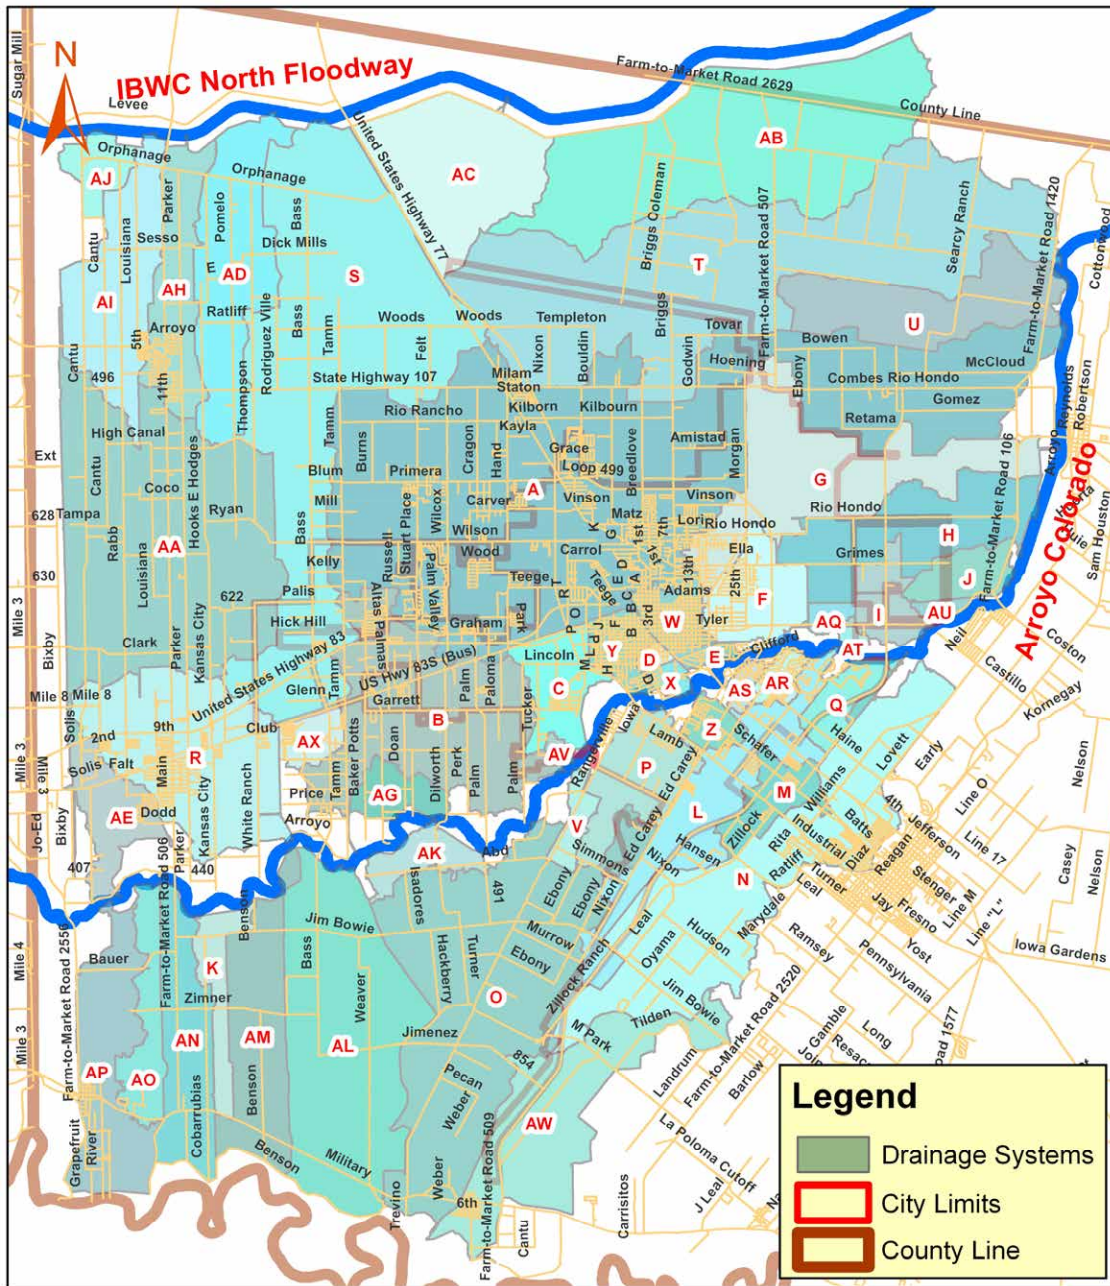 Sugar Mill
N
IBWC North Floodway
Levee
Farm-to-Market Road 2629
County Line
United States Highway 77
AB
AC
AJ
Orphanage
Orphanage
Parker
Pomelo
Bass
Louisiana
Cantu
Sesso
Dick Mills
Briggs Coleman
Farm-to-Market Road 507
Searcy Ranch
Farm-to-Market Road 1420
Cottonwood
E
AD
S
T
AI
AH
Ratliff
Rodriguez Ville
Bass
Woods
Woods
Templeton
Briggs
Tovar
U
5th
Arroyo
Tamm
Felt
Nixon
Bouldin
Godwin
Hoening
Ebony
Bowen
McCloud
Cantu
496
11th
Thompson
State Highway 107
Milam
Staton
Combes Rio Hondo
Gomez
Reynolds
Robertson
Rio Rancho
Kilborn
Kilbourn
Retama
High Canal
Tamm
Burns
Cragon
Hand
Kayla
Grace
Breedlove
Amistad
Morgan
Ext
Cantu
Coco
Hooks E Hodges
Blum
Primera
Loop 499
G
Farm-to-Market Road 106
Arroyo
Arroyo Colorado
628
Tampa
Ryan
Mill
Bass
Stuart Place
Wilcox
Carver
A
Vinson
Vinson
Rio Hondo
Rio Hondo
Sam Houston
Rabb
Louisiana
AA
Kelly
Russell
Wilson
Wood
Matz
K
G
1st
7th
Lori
Ella
Grimes
H
Carrol
630
622
Palis
Altas Palmas
Palm Valley
Teege
Teege
13th
25th
Adams
F
J
Mile 3
Bixby
Clark
Parker
Kansas City
Hick Hill
Graham
Park
3rd
W
Tyler
AQ
I
AU
Neil
Coston
United States Highway 83
US Hwy 83S (Bus)
Lincoln
Y
D
E
Clifford
AT
Castillo
Kornegay
Mile 8
Mile 8
Glenn
Tamm
Garrett
Palm
Paloma
Tucker
C
X
AS
AR
Q
Solis
2nd
9th
Club
AX
B
Rangerville
Iowa
Lamb
Z
Schafer
Haine
Lovett
Early
Nelson
Mile 3
Solis
Falt
Main
R
Baker Potts
Doan
Dilworth
Perk
Palm
Palm
AV
P
Ed Carey
M
Williams
Line O
Jo-Ed
Bixby
AE
Dodd
Kansas City
White Ranch
Price
Tamm
AG
Arroyo
V
L
Zillock
Batts
4th
Jefferson
Line 17
Casey
Nelson
407
Farm-to-Market Road 506
Parker
440
AK
Abd
Ed Carey
Simmons
Hansen
Nixon
N
Rita
Industrial
Ratliff
Diaz
Turner
Leal
Reagan
Stenger
Line M
Line "L"
Benson
Isadores
491
Ebony
Ebony
Nixon
Jay
Fresno
Mile 4
Farm-to-Market Road 2556
Bauer
K
Jim Bowie
Bass
Turner
Hackberry
Murrow
Ebony
Zillock Ranch
Leal
Oyama
Hudson
Marydale
Ramsey
Yost
Pennsylvania
Iowa Gardens
Zimner
Weaver
O
Jim Bowie
Farm-to-Market Road 2520
Mile 3
AN
AM
AL
Jimenez
M Park
Tilden
Gamble
Long
AP
AO
854
Landrum
Barlow
Pecan
Weber
Grapefruit
River
Cobarrubias
Benson
Benson
Military
Weber
Farm-to-Market Road 509
AW
La Poloma Cutoff
J Leal
Trevino
6th
Cantu
Carrisitos
Legend
Drainage Systems
City Limits
County Line